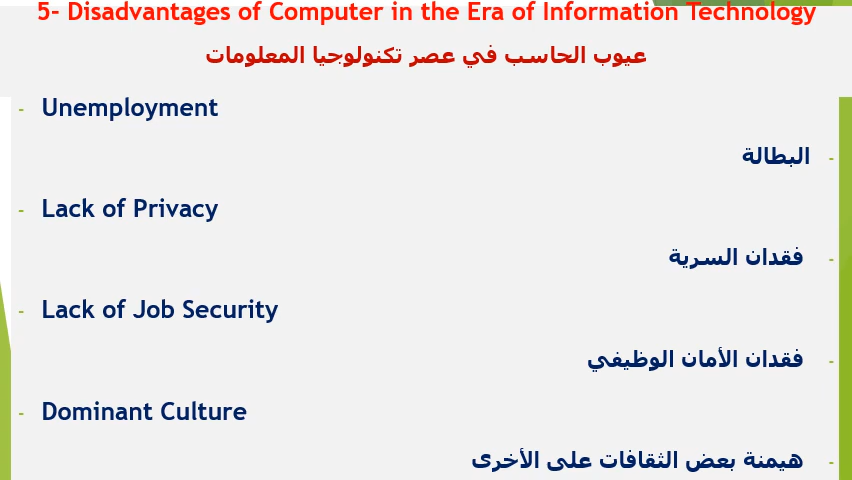 5- Disadvantages of Computer in the Era of Information Technology
عيوب الحاسب في عصر تكنولوجيا المعلومات
- Unemployment
- البطالة
- Lack of Privacy
- فقدان السرية
- Lack of Job Security
- فقدان الأمان الوظيفي
- Dominant Culture
- هيمنة بعض الثقافات على الأخرى